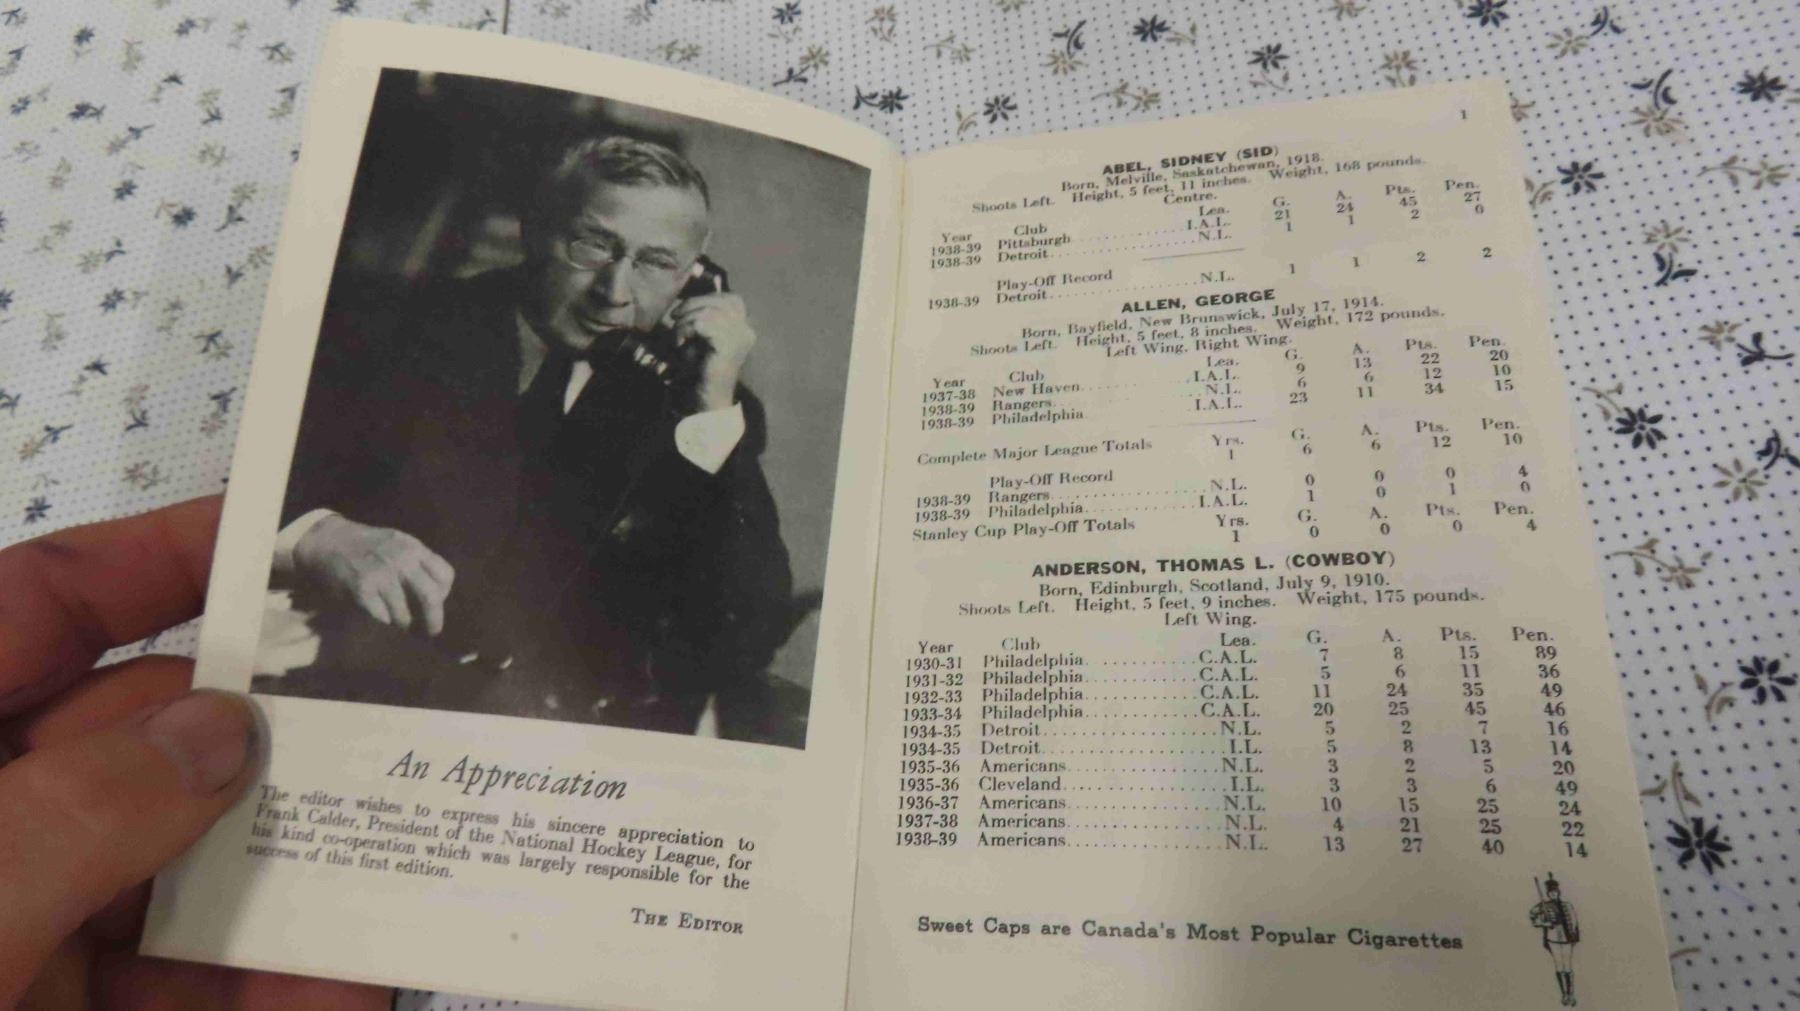 An Appreciation
The editor wishes to express his sincere appreciation to
Frank Calder, President of the National Hockey League, for
his kind co-operation which was largely responsible for the
success of this first edition.
THE EDITOR
1
ABEL, SIDNEY (SID)
Born, Melville, Saskatchewan, 1918.
Shoots Left. Height, 5 feet, 11 inches. Weight, 168 pounds.
Centre.
Year Club Lea. G. A. Pts. Pen.
1938-39 Pittsburgh I.A.L. 21 24 45 27
1938-39 Detroit N.L. 1 1 2 0
Play-Off Record
1938-39 Detroit N.L. 1 1 2 2
ALLEN, GEORGE
Born, Bayfield, New Brunswick, July 17, 1914.
Shoots Left. Height, 5 feet, 8 inches. Weight, 172 pounds.
Left Wing, Right Wing.
Year Club Lea. G. A. Pts. Pen.
1937-38 New Haven I.A.L. 9 13 22 20
1938-39 Rangers N.L. 6 6 12 10
1938-39 Philadelphia I.A.L. 23 11 34 15
Yrs. G. A. Pts. Pen.
Complete Major League Totals 1 6 6 12 10
Play-Off Record
1938-39 Rangers N.L. 0 0 0 4
1938-39 Philadelphia I.A.L. 1 0 1 0
Yrs. G. A. Pts. Pen.
Stanley Cup Play-Off Totals 1 0 0 0 4
ANDERSON, THOMAS L. (COWBOY)
Born, Edinburgh, Scotland, July 9, 1910.
Shoots Left. Height, 5 feet, 9 inches. Weight, 175 pounds.
Left Wing.
Year Club Lea. G. A. Pts. Pen.
1930-31 Philadelphia C.A.L. 7 8 15 89
1931-32 Philadelphia C.A.L. 5 6 11 36
1932-33 Philadelphia C.A.L. 11 24 35 49
1933-34 Philadelphia C.A.L. 20 25 45 46
1934-35 Detroit N.L. 5 2 7 16
1934-35 Detroit I.L. 5 8 13 14
1935-36 Americans N.L. 3 2 5 20
1935-36 Cleveland I.L. 3 3 6 49
1936-37 Americans N.L. 10 15 25 24
1937-38 Americans N.L. 4 21 25 22
1938-39 Americans N.L. 13 27 40 14
Sweet Caps are Canada's Most Popular Cigarettes